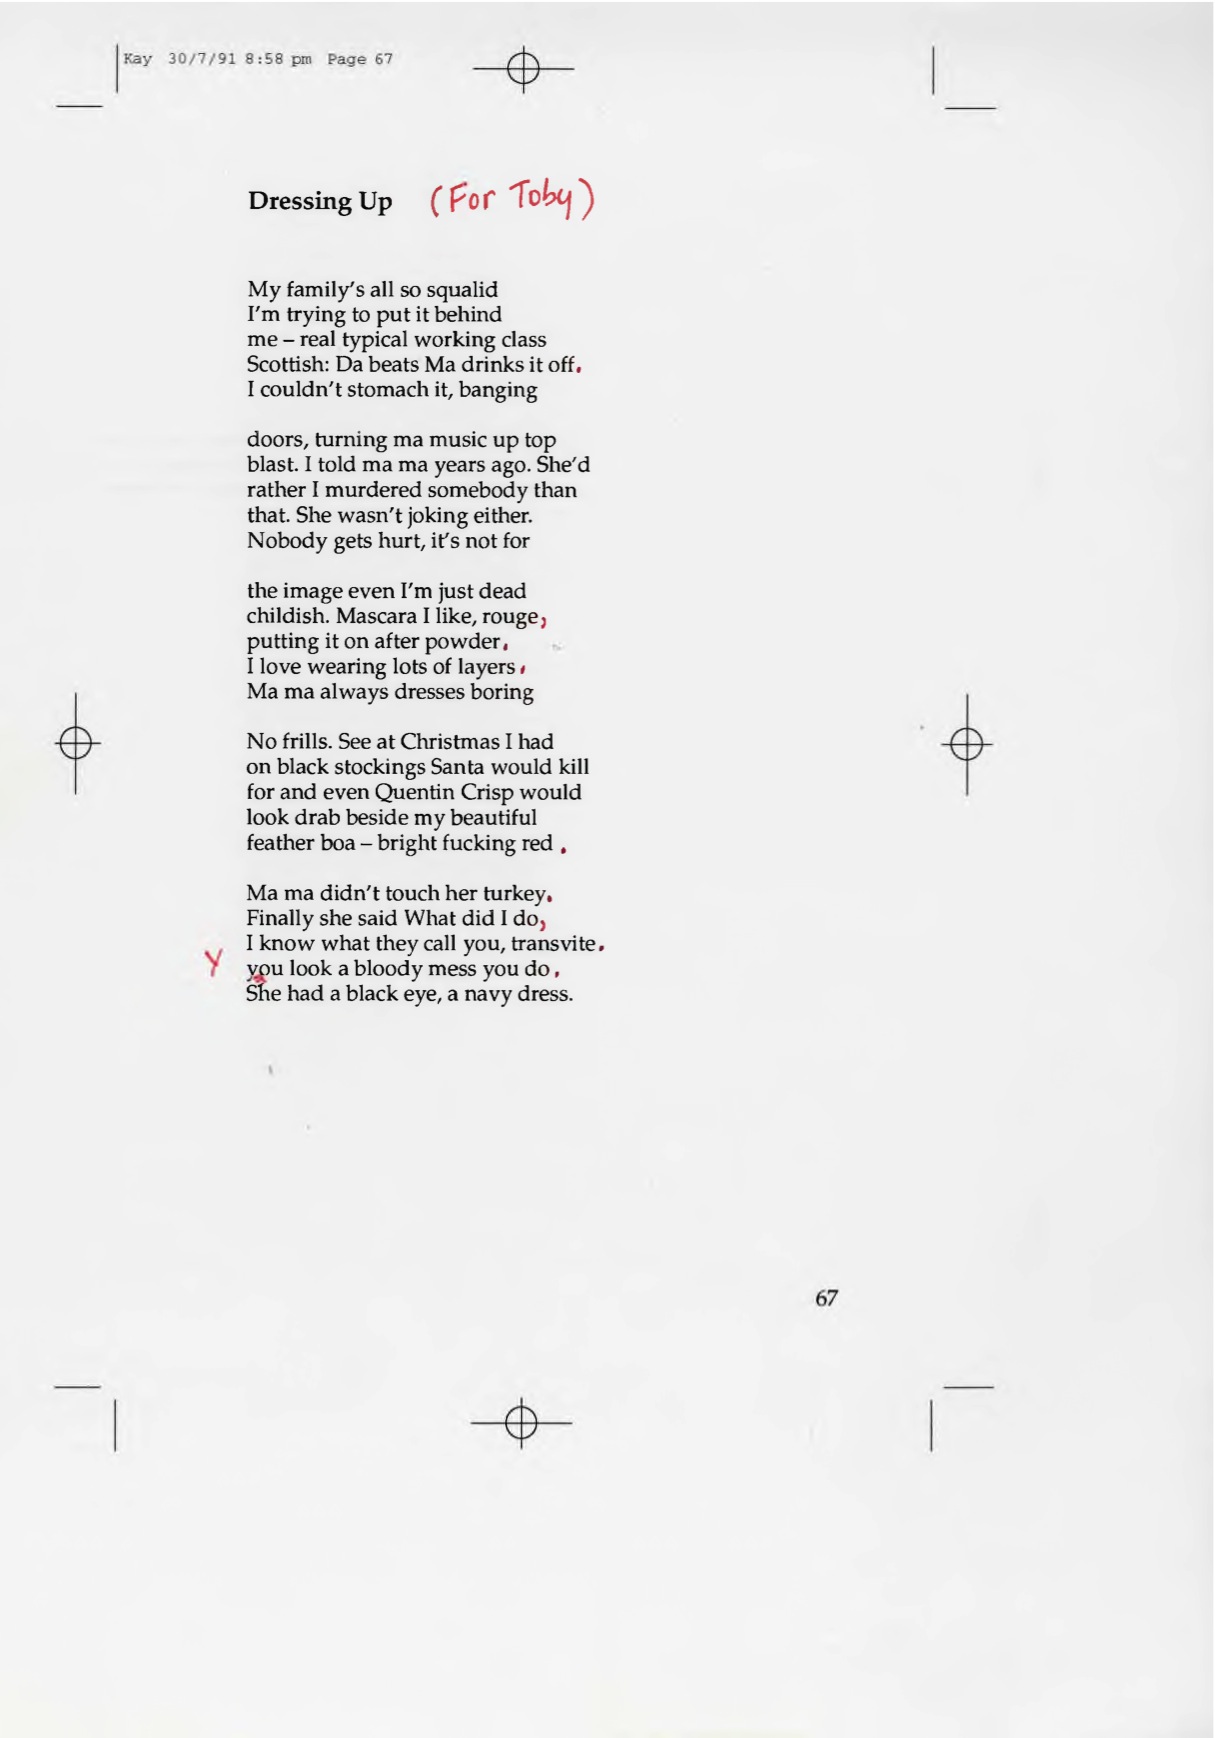 Kay 30/7/91 8:58 pm Page 67
Dressing Up (For Toby)
My family's all so squalid
I'm trying to put it behind
me – real typical working class
Scottish: Da beats Ma drinks it off.
I couldn't stomach it, banging
doors, turning ma music up top
blast. I told ma ma years ago. She'd
rather I murdered somebody than
that. She wasn't joking either.
Nobody gets hurt, it's not for
the image even I'm just dead
childish. Mascara I like, rouge,
putting it on after powder.
I love wearing lots of layers.
Ma ma always dresses boring
No frills. See at Christmas I had
on black stockings Santa would kill
for and even Quentin Crisp would
look drab beside my beautiful
feather boa – bright fucking red.
Ma ma didn't touch her turkey.
Finally she said What did I do,
I know what they call you, transvite.
Y you look a bloody mess you do.
She had a black eye, a navy dress.
67